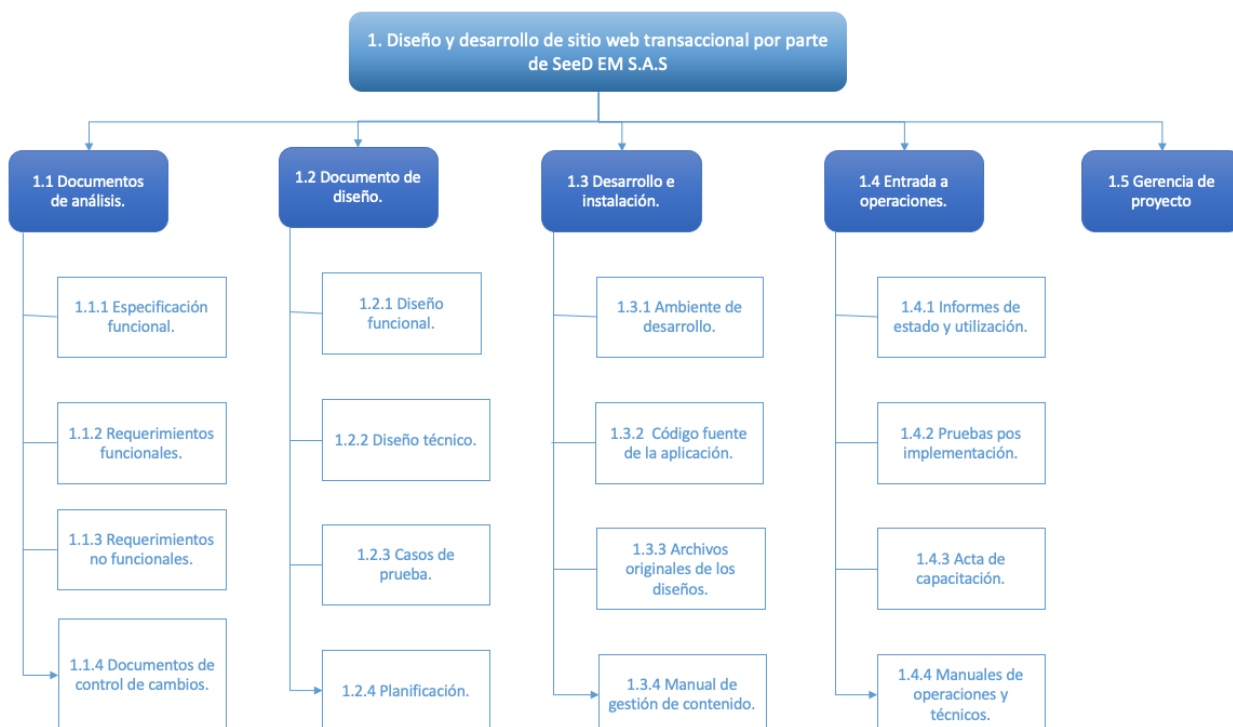 1. Diseño y desarrollo de sitio web transaccional por parte
de SeeD EM S.A.S
1.1 Documentos
de análisis.
1.2 Documento de
diseño.
1.3 Desarrollo e
instalación.
1.4 Entrada a
operaciones.
1.5 Gerencia de
proyecto
1.1.1 Especificación
funcional.
1.1.2 Requerimientos
funcionales.
1.1.3 Requerimientos
no funcionales.
1.1.4 Documentos de
control de cambios.
1.2.1 Diseño
funcional.
2.2.2 Diseño técnico.
1.2.3 Casos de
prueba.
1.2.4 Planificación.
1.3.1 Ambiente de
desarrollo.
1.3.2  Código fuente
de la aplicación.
1.3.3 Archivos
originales de los
diseños.
1.3.4 Manual de
gestión de contenido.
1.4.1 Informes de
estado y utilización.
1.4.2 Pruebas pos
implementación.
1.4.3 Acta de
capacitación.
1.4.4 Manuales de
operaciones y
técnicos.